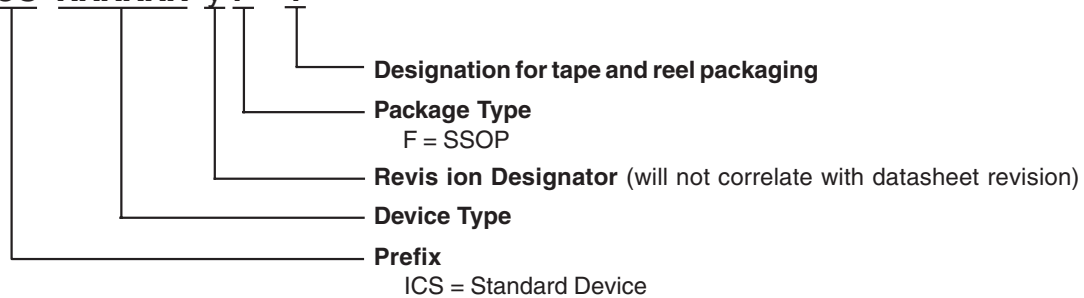 Designation for tape and reel packaging
Package Type
F = SSOP
Revis ion Designator (will not correlate with datasheet revision)
Device Type
Prefix
ICS = Standard Device